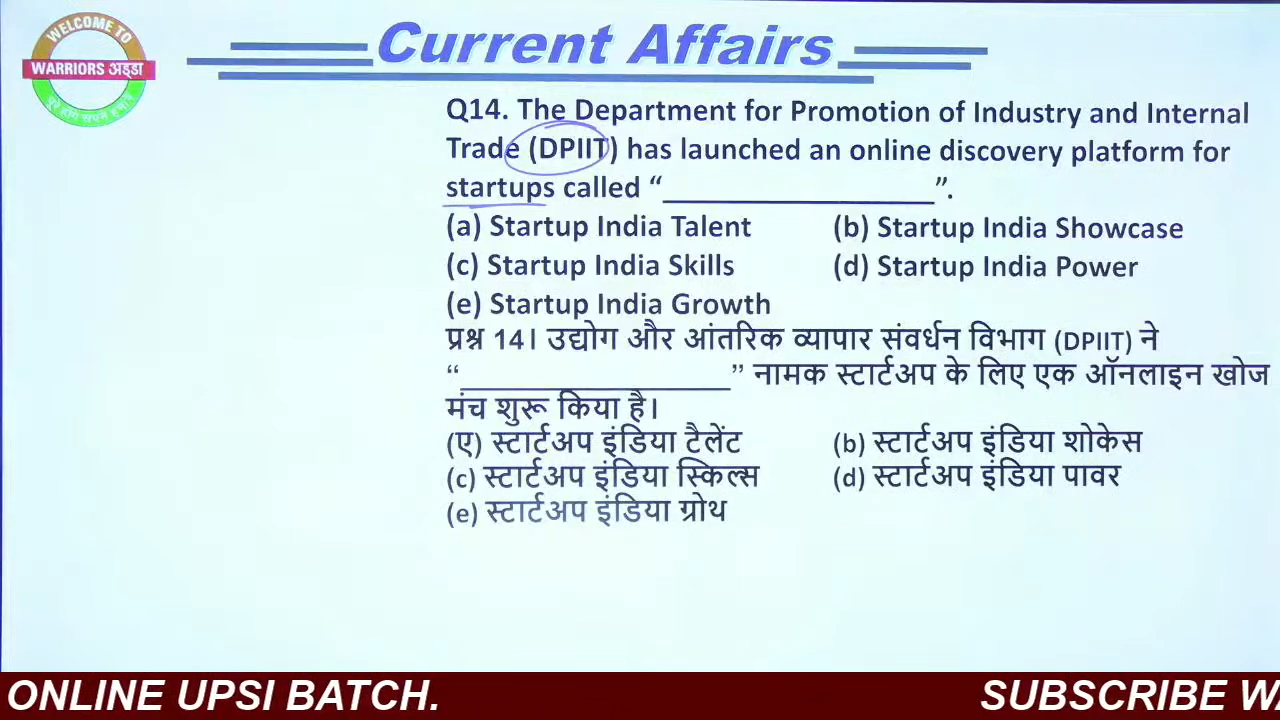 WELCOME TO
WARRIORS अड्डा
पूरे होंगे सपने हमारे
Current Affairs
Q14. The Department for Promotion of Industry and Internal
Trade (DPIIT) has launched an online discovery platform for
startups called “__________________”.
(a) Startup India Talent (b) Startup India Showcase
(c) Startup India Skills (d) Startup India Power
(e) Startup India Growth
प्रश्न 14। उद्योग और आंतरिक व्यापार संवर्धन विभाग (DPIIT) ने
“__________________” नामक स्टार्टअप के लिए एक ऑनलाइन खोज
मंच शुरू किया है।
(ए) स्टार्टअप इंडिया टैलेंट (b) स्टार्टअप इंडिया शोकेस
(c) स्टार्टअप इंडिया स्किल्स (d) स्टार्टअप इंडिया पावर
(e) स्टार्टअप इंडिया ग्रोथ
ONLINE UPSI BATCH. SUBSCRIBE WA